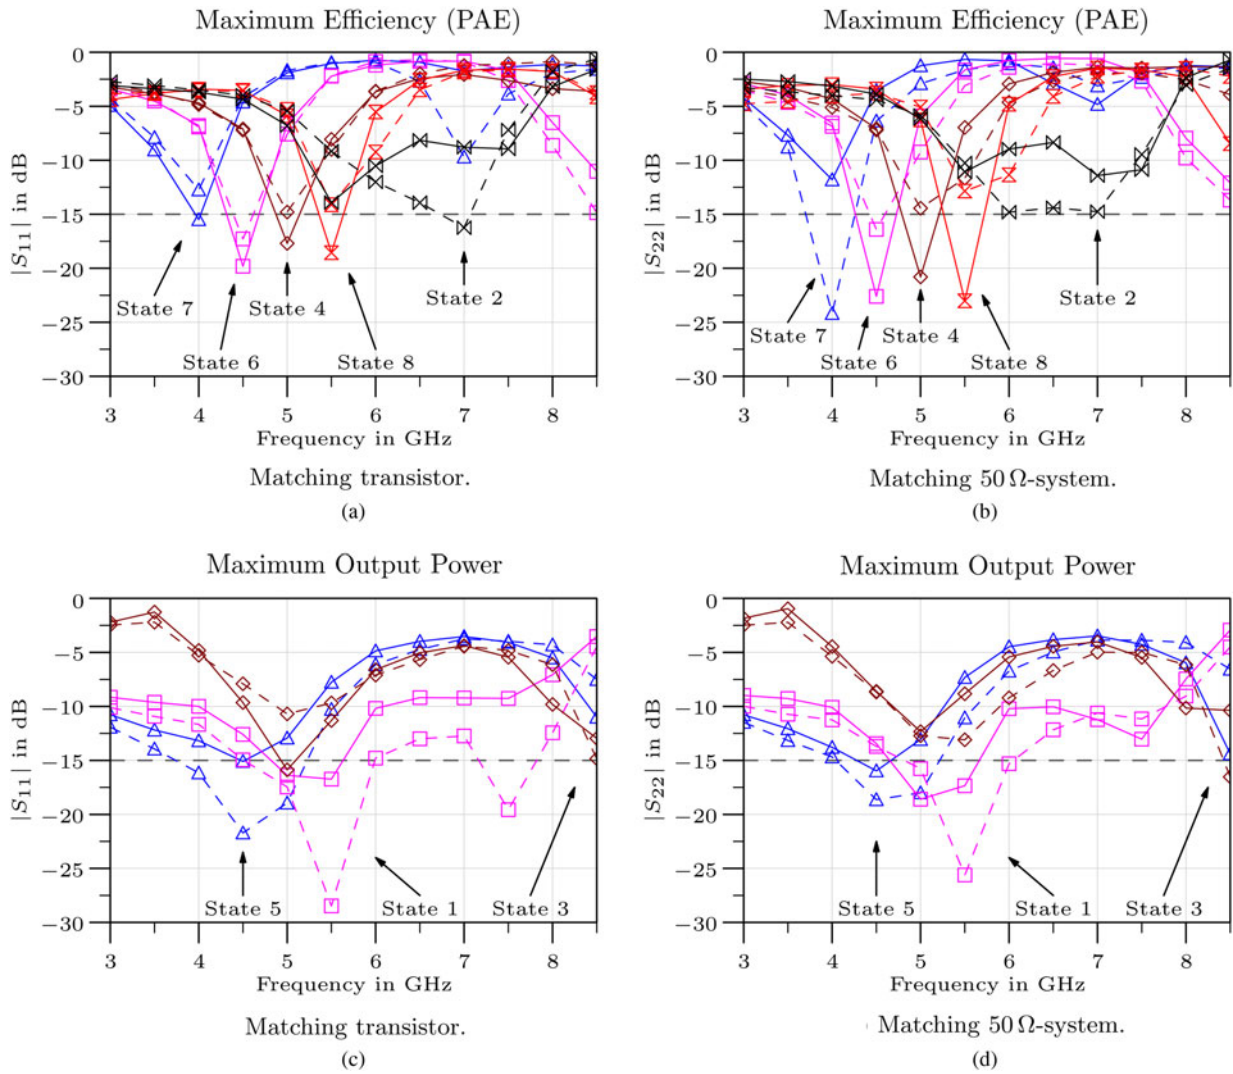 Maximum Efficiency (PAE)
0
−5
−10
−15
−20
−25
−30
|S11| in dB
State 7
State 6
State 4
State 8
State 2
3 4 5 6 7 8
Frequency in GHz
Matching transistor.
(a)
Maximum Efficiency (PAE)
0
−5
−10
−15
−20
−25
−30
|S22| in dB
State 7
State 6
State 4
State 8
State 2
3 4 5 6 7 8
Frequency in GHz
Matching 50 Ω-system.
(b)
Maximum Output Power
0
−5
−10
−15
−20
−25
−30
|S11| in dB
State 5
State 1
State 3
3 4 5 6 7 8
Frequency in GHz
Matching transistor.
(c)
Maximum Output Power
0
−5
−10
−15
−20
−25
−30
|S22| in dB
State 5
State 1
State 3
3 4 5 6 7 8
Frequency in GHz
Matching 50 Ω-system.
(d)